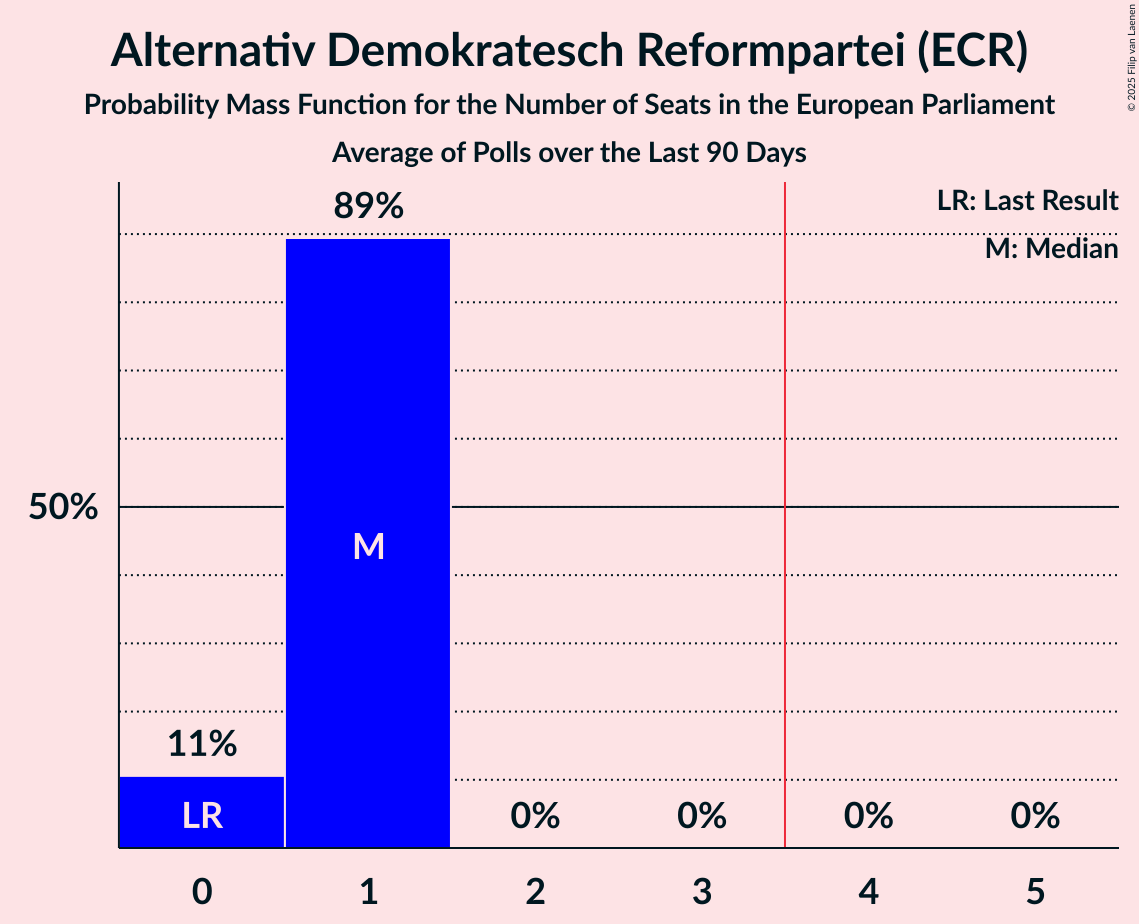 Alternativ Demokratesch Reformpartei (ECR)
Probability Mass Function for the Number of Seats in the European Parliament
Average of Polls over the Last 90 Days
© 2025 Filip van Laenen
LR: Last Result
M: Median
89%
50%
M
11%
LR
0%
0%
0%
0%
0
1
2
3
4
5